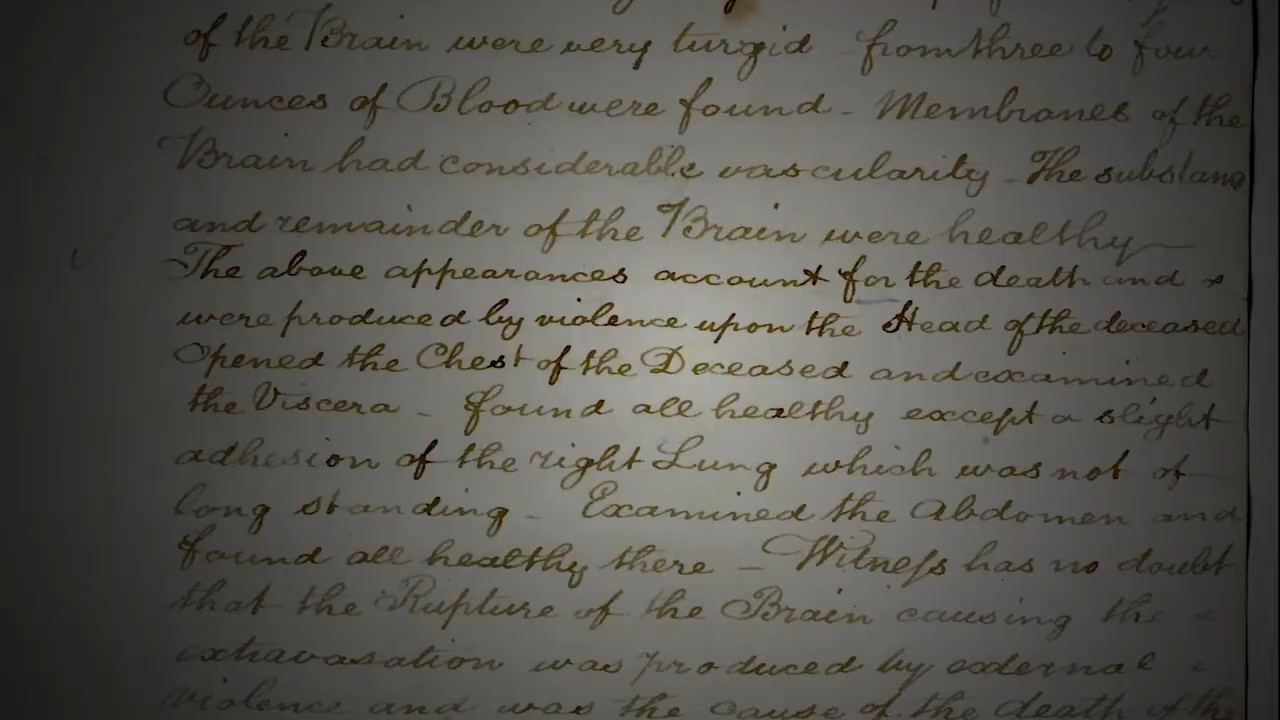 of the Brain were very turgid from three to four
Ounces of Blood were found - Membranes of the
Brain had considerable vascularity - The substance
and remainder of the Brain were healthy
The above appearances account for the death and
were produced by violence upon the Head of the deceased
Opened the Chest of the Deceased and examined
the Viscera - found all healthy except a slight
adhesion of the right Lung which was not of
long standing - Examined the Abdomen and
found all healthy there - Witness has no doubt
that the Rupture of the Brain causing the
extravasation was produced by external
violence and was the cause of the death of the